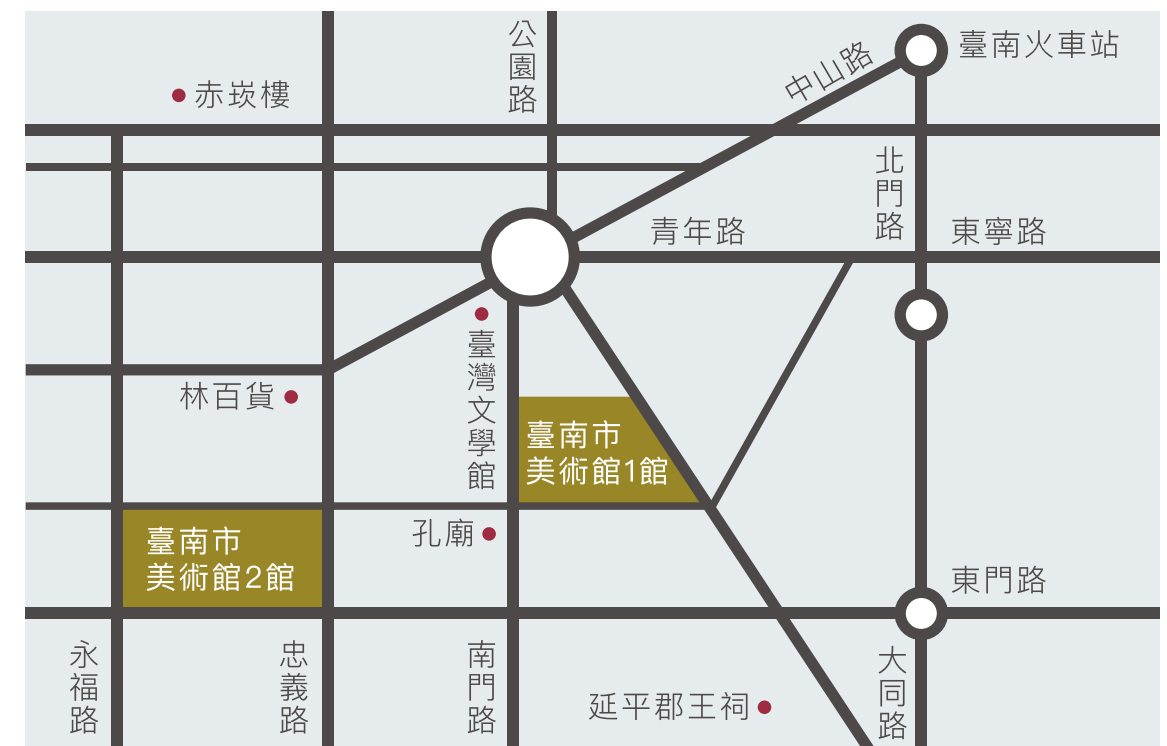 公園路
中山路
臺南火車站
赤崁樓
北門路
青年路
東寧路
臺灣文學館
林百貨
臺南市
美術館1館
孔廟
臺南市
美術館2館
東門路
永福路
忠義路
南門路
大同路
延平郡王祠